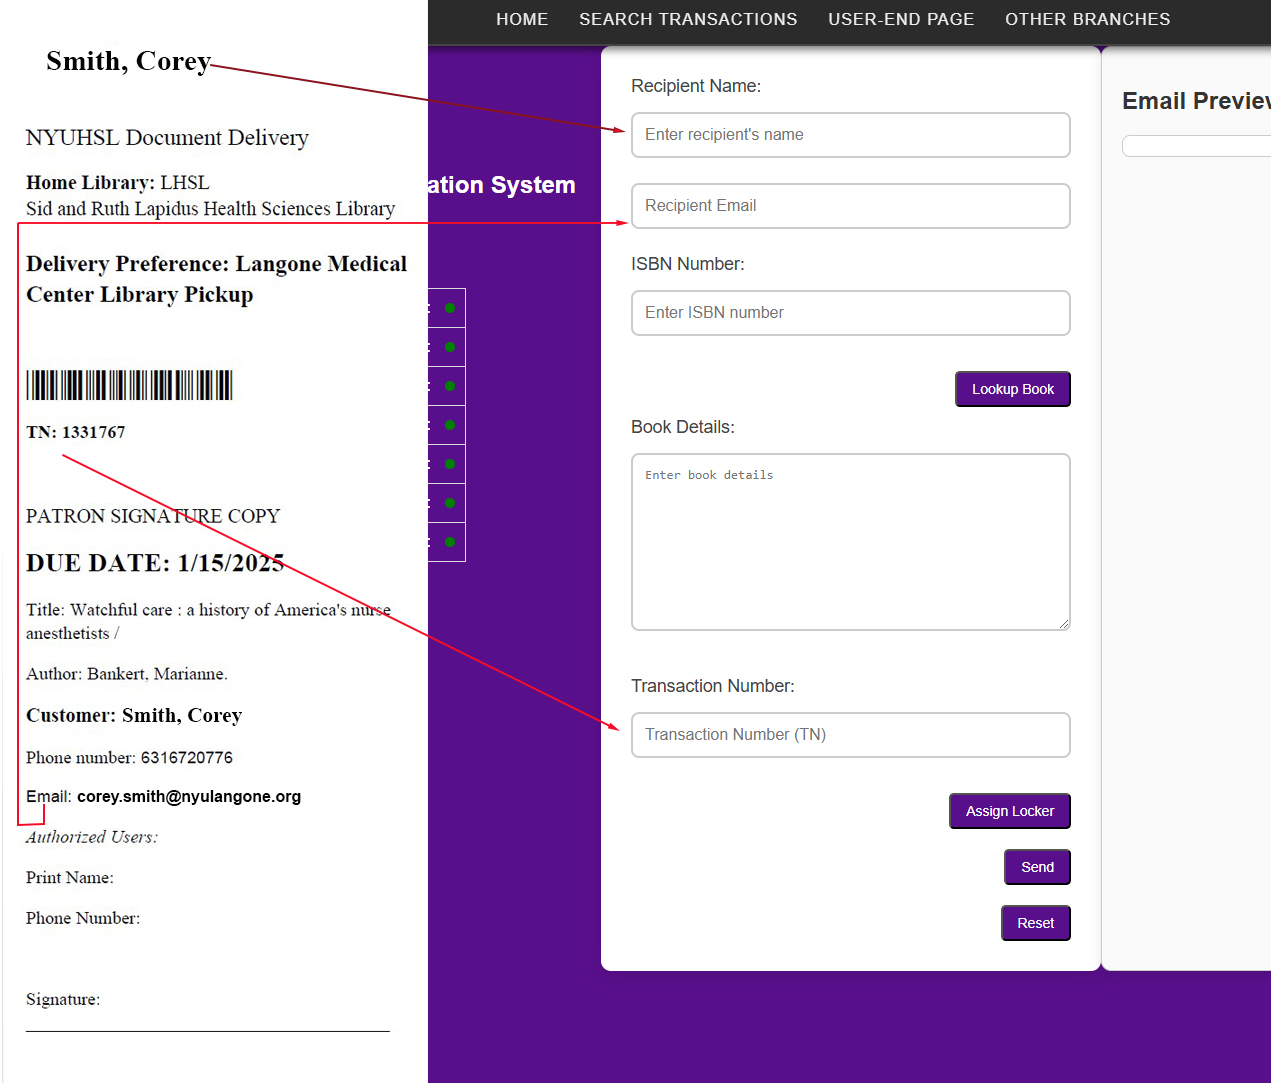 HOME SEARCH TRANSACTIONS USER-END PAGE OTHER BRANCHES
Smith, Corey
NYUHSL Document Delivery
Home Library: LHSL
Sid and Ruth Lapidus Health Sciences Library
Delivery Preference: Langone Medical
Center Library Pickup
TN: 1331767
PATRON SIGNATURE COPY
DUE DATE: 1/15/2025
Title: Watchful care : a history of America's nurse
anesthetists /
Author: Bankert, Marianne.
Customer: Smith, Corey
Phone number: 6316720776
Email: corey.smith@nyulangone.org
Authorized Users:
Print Name:
Phone Number:
Signature:
ation System
:
:
:
:
:
:
:
Recipient Name:
Enter recipient's name
Recipient Email
ISBN Number:
Enter ISBN number
Lookup Book
Book Details:
Enter book details
Transaction Number:
Transaction Number (TN)
Assign Locker
Send
Reset
Email Preview